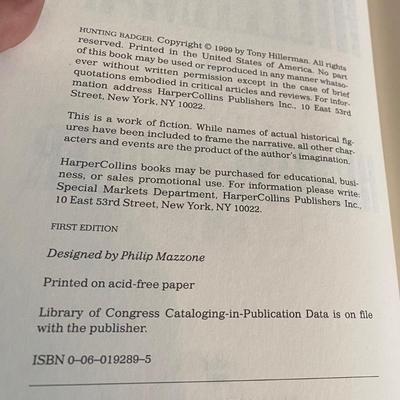 HUNTING BADGER. Copyright © 1999 by Tony Hillerman. All rights
reserved. Printed in the United States of America. No part
of this book may be used or reproduced in any manner whatso-
ever without written permission except in the case of brief
quotations embodied in critical articles and reviews. For infor-
mation address HarperCollins Publishers Inc., 10 East 53rd
Street, New York, NY 10022.
This is a work of fiction. While names of actual historical fig-
ures have been included to frame the narrative, all other char-
acters and events are the product of the author's imagination.
HarperCollins books may be purchased for educational, busi-
ness, or sales promotional use. For information please write:
Special Markets Department, HarperCollins Publishers Inc.,
10 East 53rd Street, New York, NY 10022.
FIRST EDITION
Designed by Philip Mazzone
Printed on acid-free paper
Library of Congress Cataloging-in-Publication Data is on file
with the publisher.
ISBN 0-06-019289-5